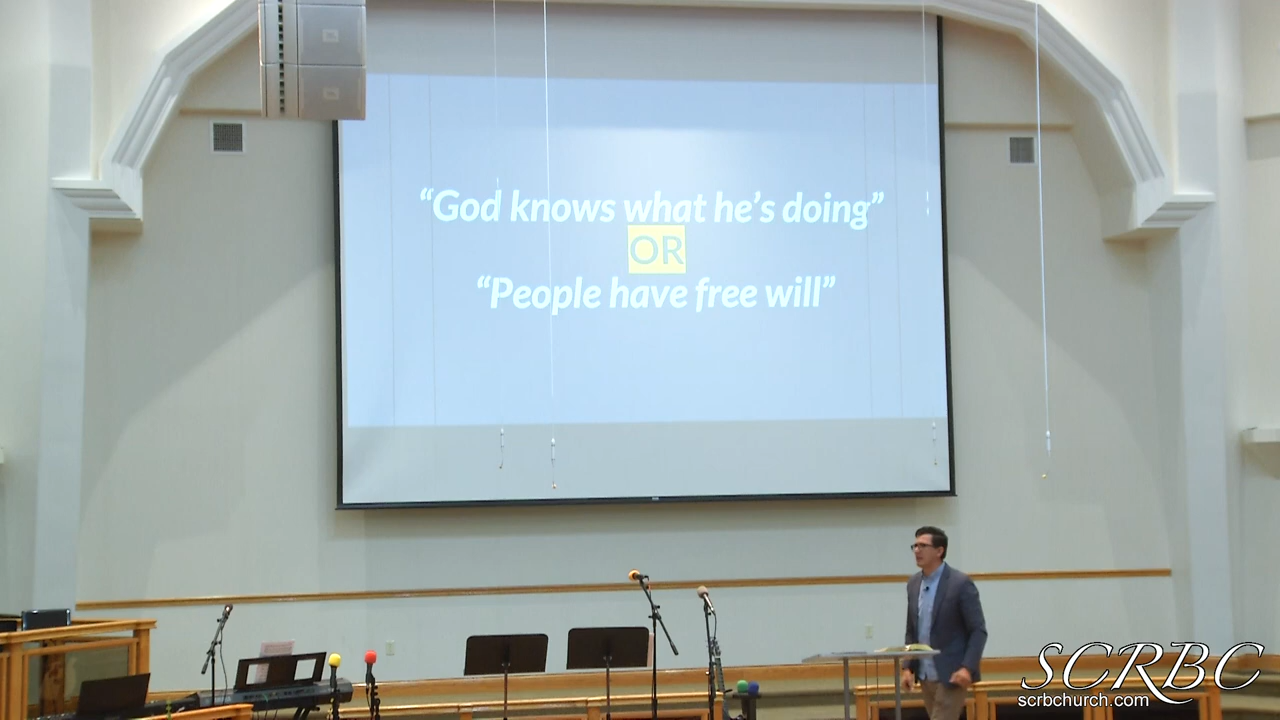 “God knows what he’s doing”
OR
“People have free will”
SCRBC
scrbchurch.com